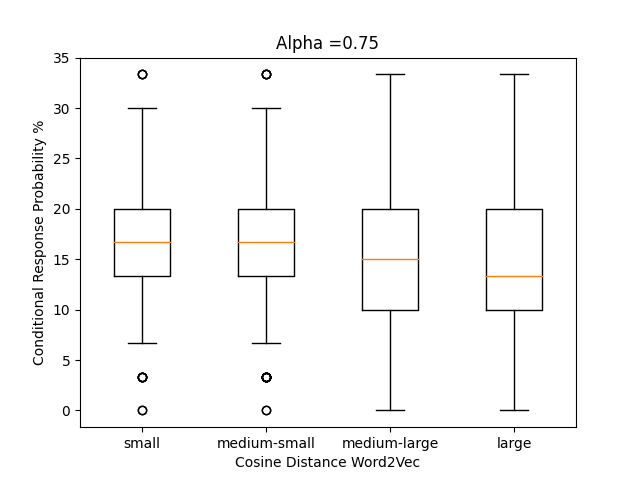 Alpha =0.75
Conditional Response Probability %
35
30
25
20
15
10
5
0
small
medium-small
medium-large
large
Cosine Distance Word2Vec